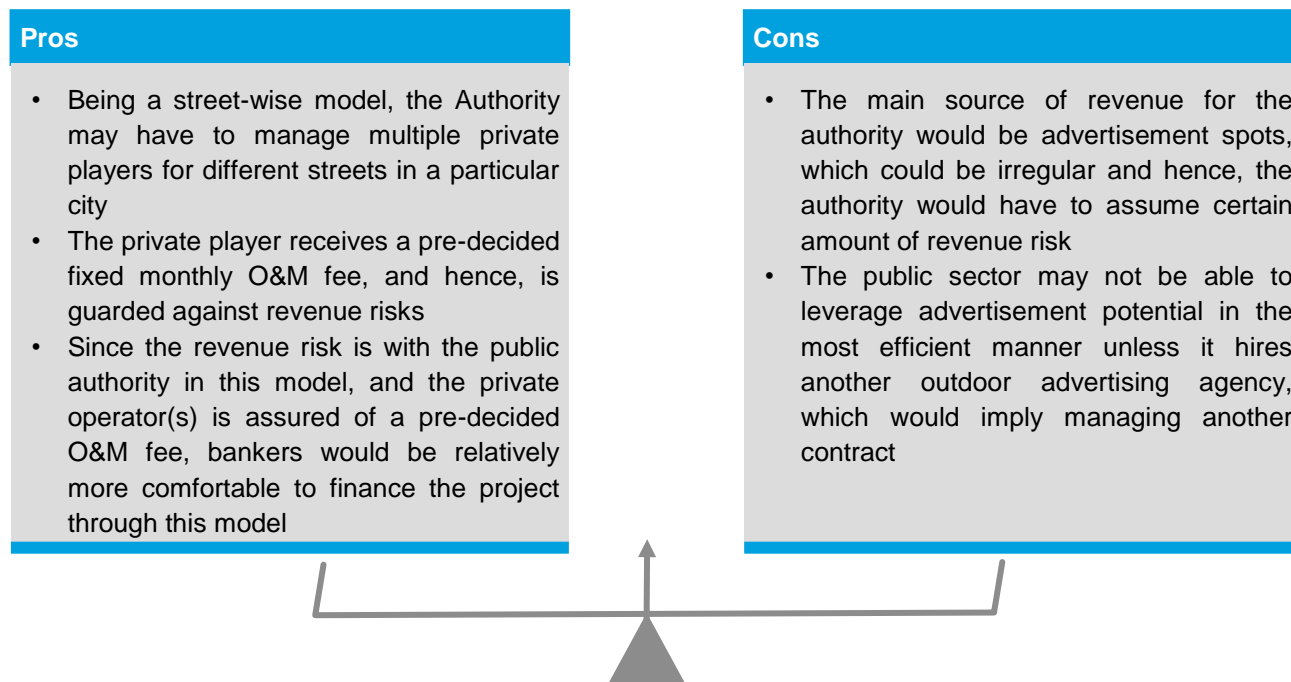 Pros
• Being a street-wise model, the Authority
may have to manage multiple private
players for different streets in a particular
city
• The private player receives a pre-decided
fixed monthly O&M fee, and hence, is
guarded against revenue risks
• Since the revenue risk is with the public
authority in this model, and the private
operator(s) is assured of a pre-decided
O&M fee, bankers would be relatively
more comfortable to finance the project
through this model
Cons
• The main source of revenue for the
authority would be advertisement spots,
which could be irregular and hence, the
authority would have to assume certain
amount of revenue risk
• The public sector may not be able to
leverage advertisement potential in the
most efficient manner unless it hires
another outdoor advertising agency,
which would imply managing another
contract